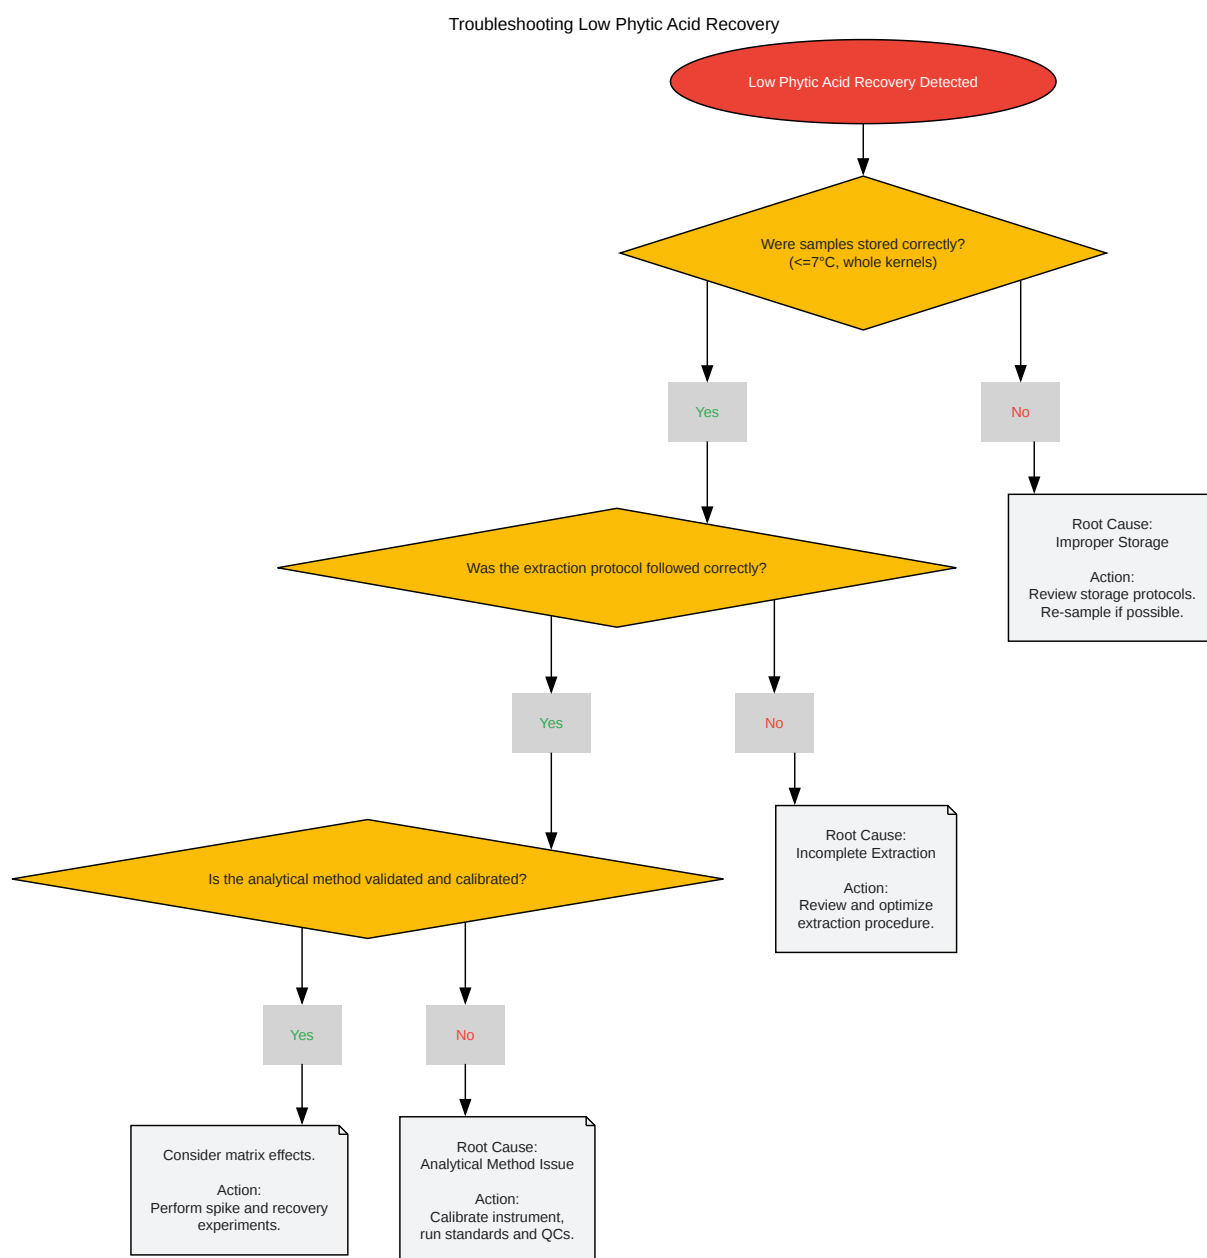 Troubleshooting Low Phytic Acid Recovery
Low Phytic Acid Recovery Detected
Were samples stored correctly?
(<=7°C, whole kernels)
Yes
No
Root Cause:
Improper Storage
Action:
Review storage protocols.
Re-sample if possible.
Was the extraction protocol followed correctly?
Yes
No
Root Cause:
Incomplete Extraction
Action:
Review and optimize
extraction procedure.
Is the analytical method validated and calibrated?
Yes
No
Consider matrix effects.
Action:
Perform spike and recovery
experiments.
Root Cause:
Analytical Method Issue
Action:
Calibrate instrument,
run standards and QCs.